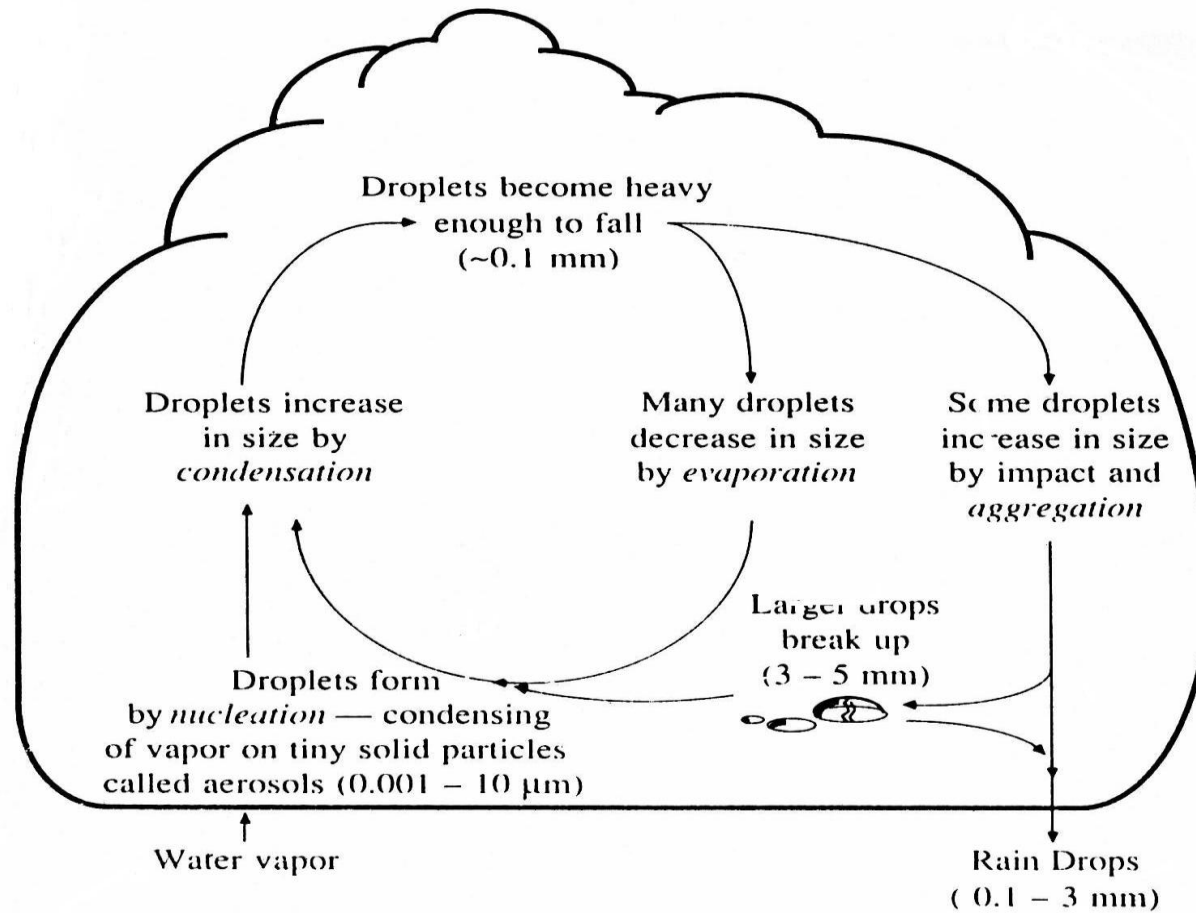 Droplets become heavy
enough to fall
(~0.1 mm)
Droplets increase
in size by
condensation
Many droplets
decrease in size
by evaporation
Some droplets
increase in size
by impact and
aggregation
Larger drops
break up
(3 – 5 mm)
Droplets form
by nucleation — condensing
of vapor on tiny solid particles
called aerosols (0.001 – 10 μm)
Water vapor
Rain Drops
( 0.1 – 3 mm)